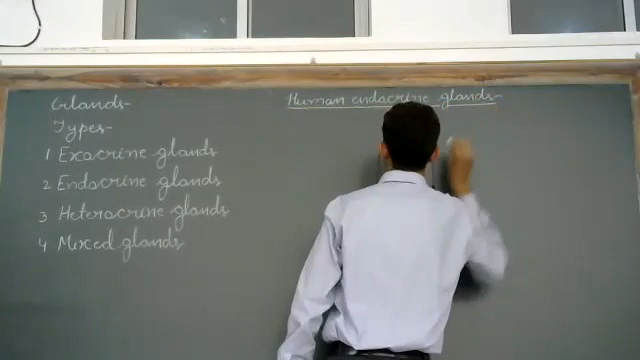 Glands-
Types-
1 Exocrine glands
2 Endocrine glands
3 Heterocrine glands
4 Mixed glands
Human endocrine glands-